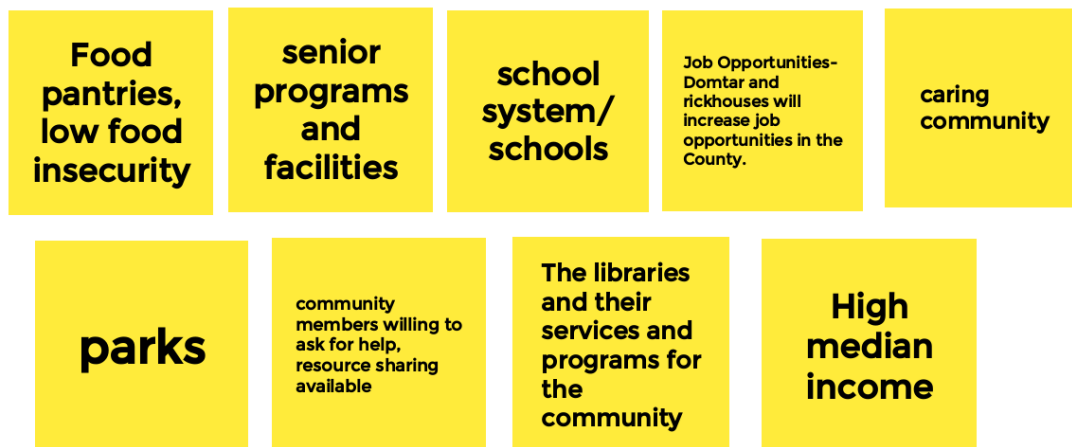 Food
pantries,
low food
insecurity
senior
programs
and
facilities
school
system/
schools
Job Opportunities-
Domtar and
rickhouses will
increase job
opportunities in the
County.
caring
community
parks
community
members willing to
ask for help,
resource sharing
available
The libraries
and their
services and
programs for
the
community
High
median
income